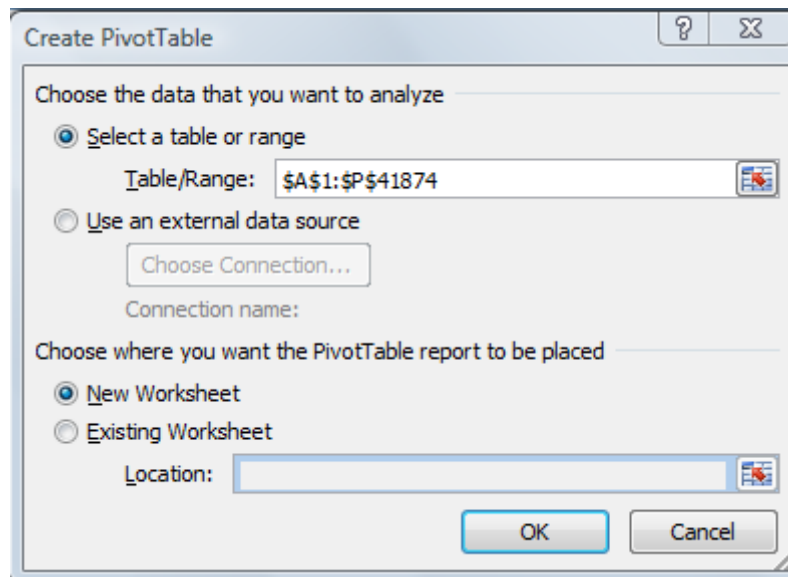 Create PivotTable
Choose the data that you want to analyze
Select a table or range
Table/Range: $A$1:$P$41874
Use an external data source
Choose Connection...
Connection name:
Choose where you want the PivotTable report to be placed
New Worksheet
Existing Worksheet
Location:
OK Cancel